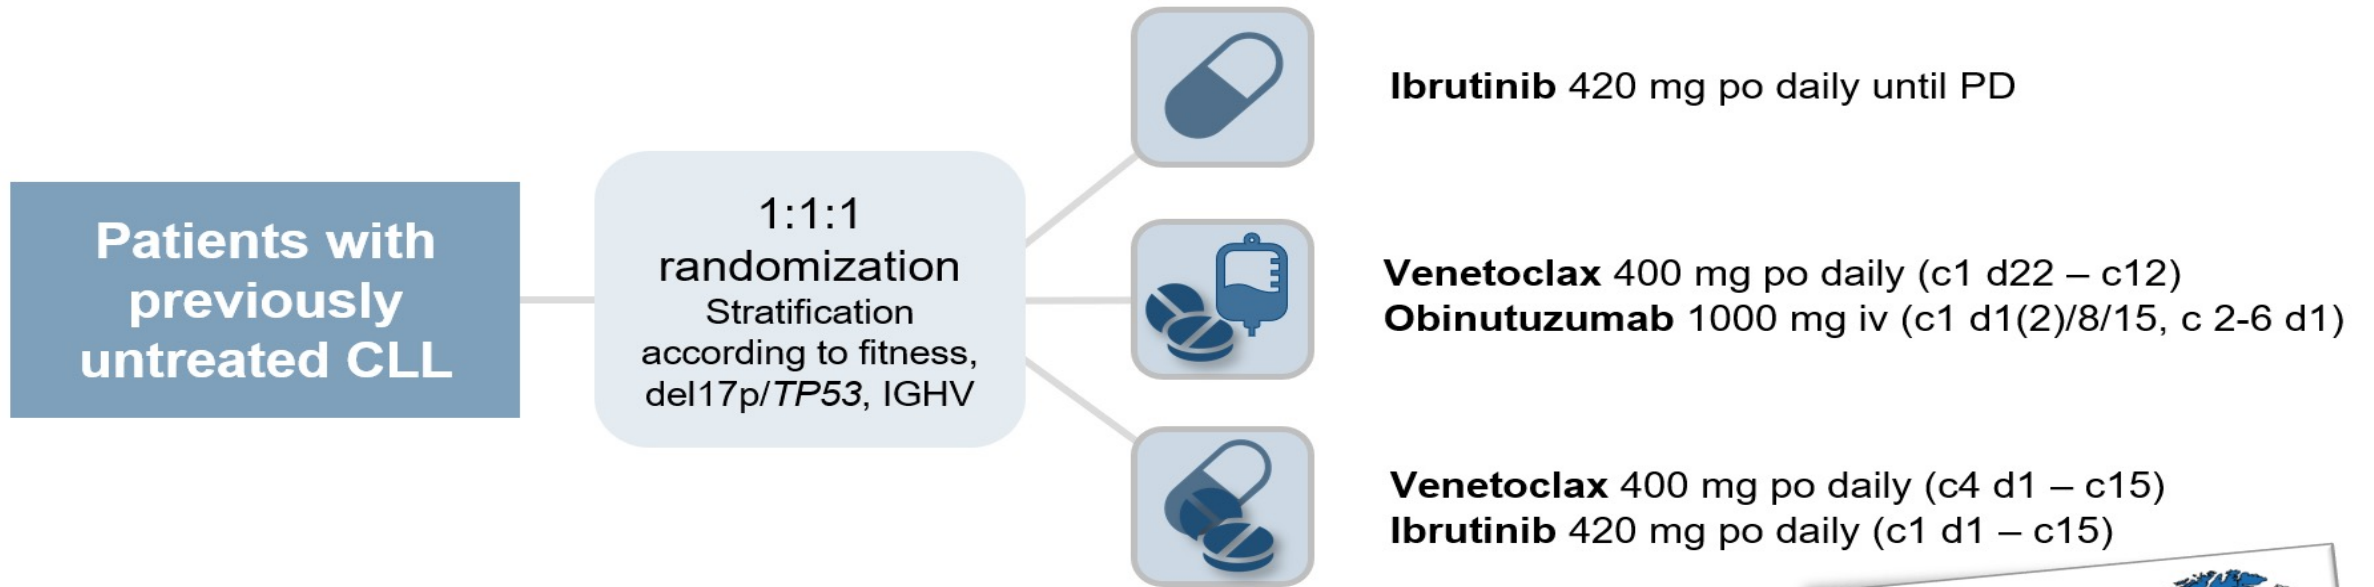 Patients with
previously
untreated CLL
1:1:1
randomization
Stratification
according to fitness,
del17p/TP53, IGHV
Ibrutinib 420 mg po daily until PD
Venetoclax 400 mg po daily (c1 d22 – c12)
Obinutuzumab 1000 mg iv (c1 d1(2)/8/15, c 2-6 d1)
Venetoclax 400 mg po daily (c4 d1 – c15)
Ibrutinib 420 mg po daily (c1 d1 – c15)